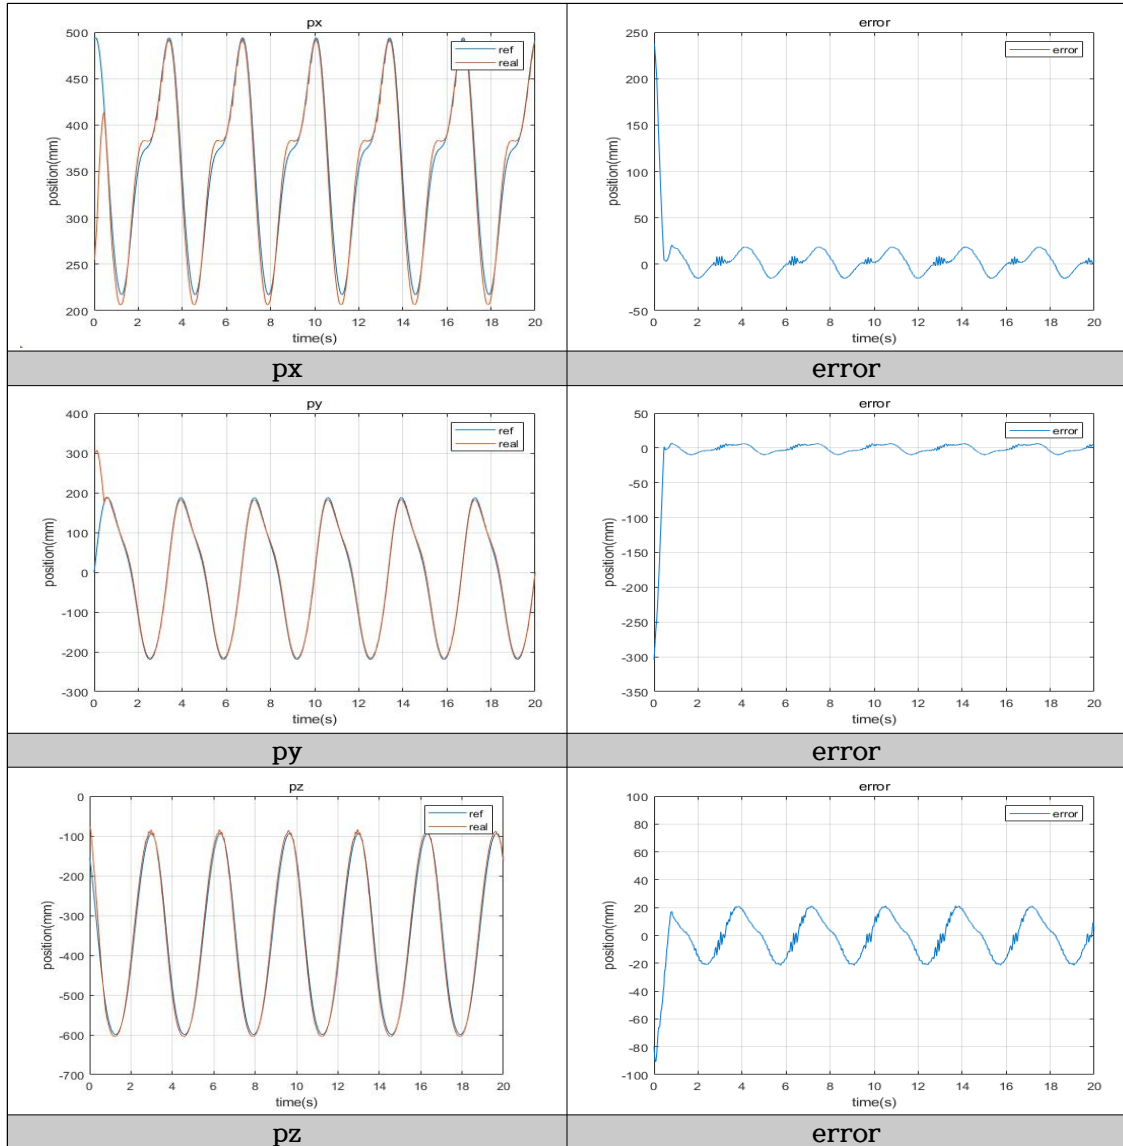 px
500
450
400
350
300
250
200
position(mm)
ref
real
0 2 4 6 8 10 12 14 16 18 20
time(s)
error
250
200
150
100
50
0
-50
position(mm)
error
0 2 4 6 8 10 12 14 16 18 20
time(s)
px
error
py
400
300
200
100
0
-100
-200
-300
position(mm)
ref
real
0 2 4 6 8 10 12 14 16 18 20
time(s)
error
50
0
-50
-100
-150
-200
-250
-300
-350
position(mm)
error
0 2 4 6 8 10 12 14 16 18 20
time(s)
py
error
pz
0
-100
-200
-300
-400
-500
-600
-700
position(mm)
ref
real
0 2 4 6 8 10 12 14 16 18 20
time(s)
error
100
80
60
40
20
0
-20
-40
-60
-80
-100
position(mm)
error
0 2 4 6 8 10 12 14 16 18 20
time(s)
pz
error